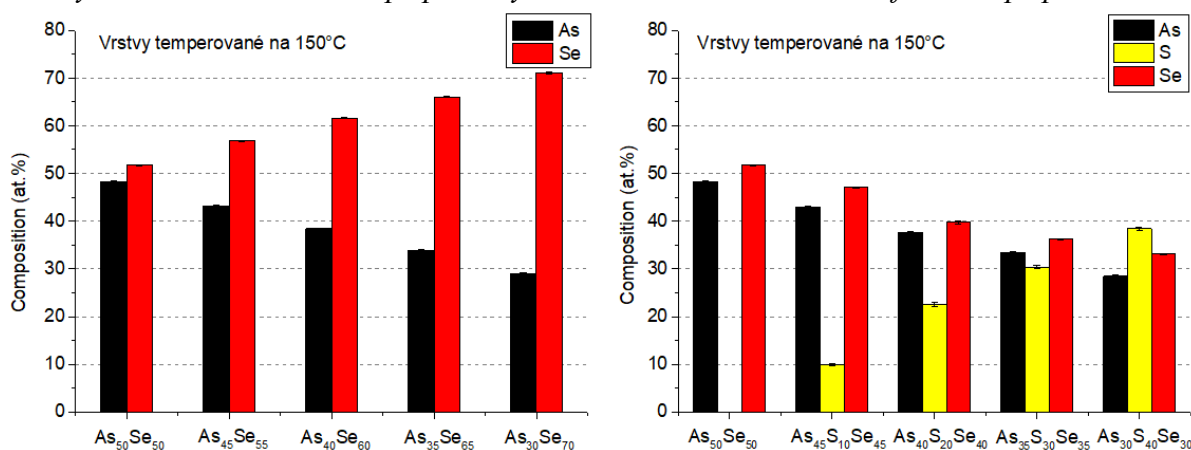 80
70
60
50
40
30
20
10
0
Composition (at.%)
Vrstvy temperované na 150°C
As
Se
As₅₀Se₅₀
As₄₅Se₅₅
As₄₀Se₆₀
As₃₅Se₆₅
As₃₀Se₇₀
80
70
60
50
40
30
20
10
0
Composition (at.%)
Vrstvy temperované na 150°C
As
S
Se
As₅₀Se₅₀
As₄₅S₁₀Se₄₅
As₄₀S₂₀Se₄₀
As₃₅S₃₀Se₃₅
As₃₀S₄₀Se₃₀